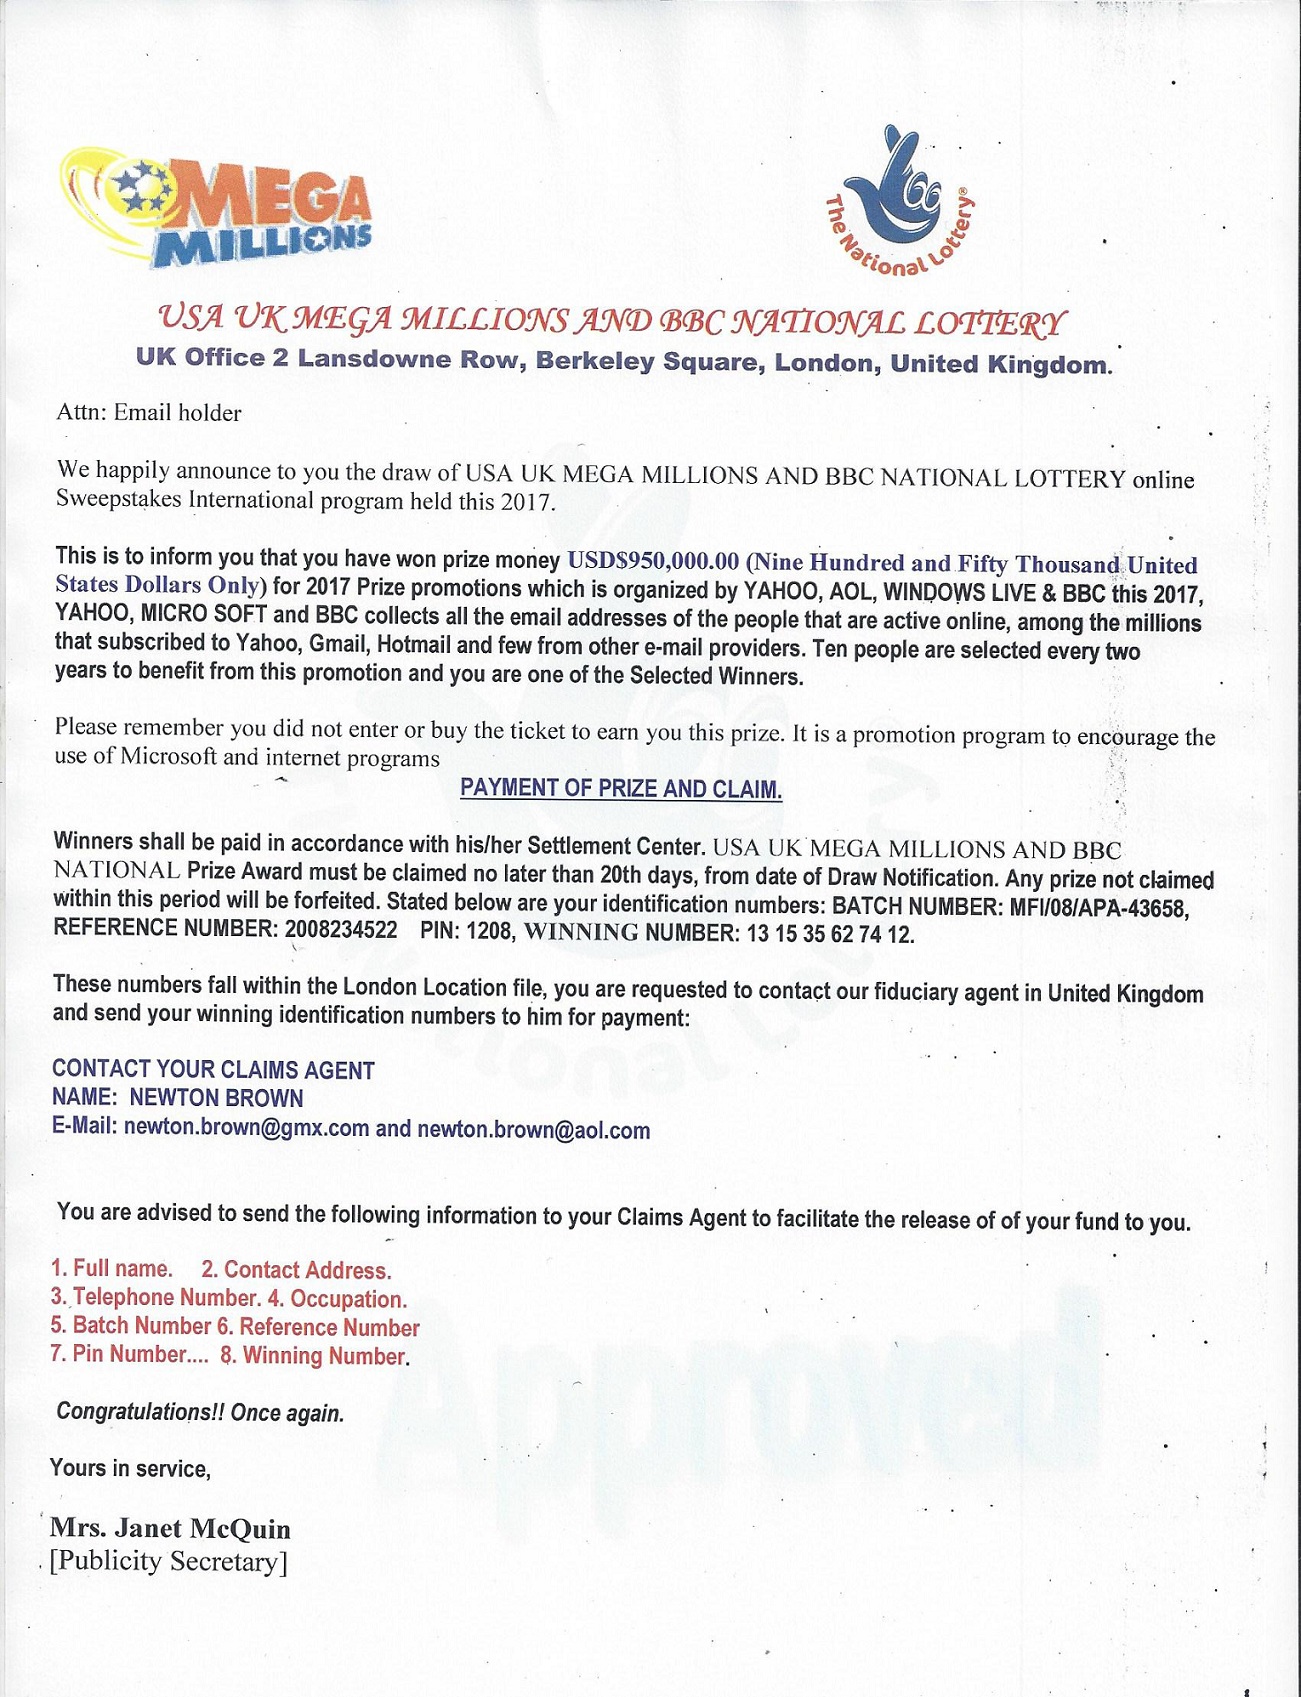 MEGA
MILLIONS
The National Lottery®
USA UK MEGA MILLIONS AND BBC NATIONAL LOTTERY
UK Office 2 Lansdowne Row, Berkeley Square, London, United Kingdom.
Attn: Email holder
We happily announce to you the draw of USA UK MEGA MILLIONS AND BBC NATIONAL LOTTERY online
Sweepstakes International program held this 2017.
This is to inform you that you have won prize money USD$950,000.00 (Nine Hundred and Fifty Thousand United
States Dollars Only) for 2017 Prize promotions which is organized by YAHOO, AOL, WINDOWS LIVE & BBC this 2017,
YAHOO, MICRO SOFT and BBC collects all the email addresses of the people that are active online, among the millions
that subscribed to Yahoo, Gmail, Hotmail and few from other e-mail providers. Ten people are selected every two
years to benefit from this promotion and you are one of the Selected Winners.
Please remember you did not enter or buy the ticket to earn you this prize. It is a promotion program to encourage the
use of Microsoft and internet programs
PAYMENT OF PRIZE AND CLAIM.
Winners shall be paid in accordance with his/her Settlement Center. USA UK MEGA MILLIONS AND BBC
NATIONAL Prize Award must be claimed no later than 20th days, from date of Draw Notification. Any prize not claimed
within this period will be forfeited. Stated below are your identification numbers: BATCH NUMBER: MFI/08/APA-43658,
REFERENCE NUMBER: 2008234522 PIN: 1208, WINNING NUMBER: 13 15 35 62 74 12.
These numbers fall within the London Location file, you are requested to contact our fiduciary agent in United Kingdom
and send your winning identification numbers to him for payment:
CONTACT YOUR CLAIMS AGENT
NAME: NEWTON BROWN
E-Mail: newton.brown@gmx.com and newton.brown@aol.com
You are advised to send the following information to your Claims Agent to facilitate the release of of your fund to you.
1. Full name. 2. Contact Address.
3. Telephone Number. 4. Occupation.
5. Batch Number 6. Reference Number
7. Pin Number.... 8. Winning Number.
Approved
Congratulations!! Once again.
Yours in service,
Mrs. Janet McQuin
[Publicity Secretary]